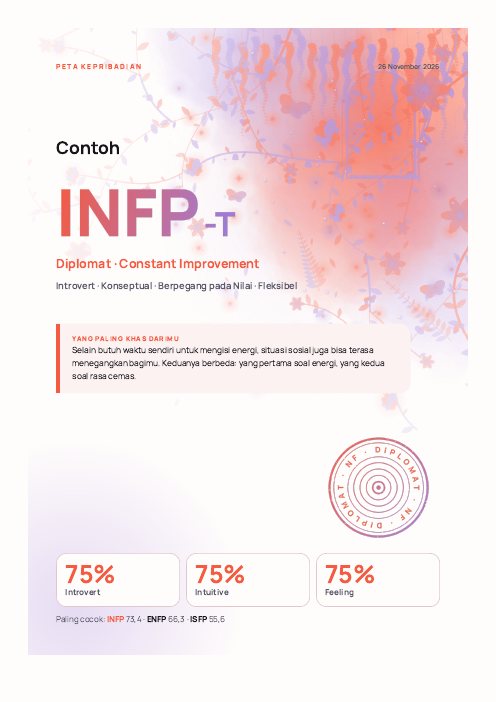 PETA KEPRIBADIAN
26 November 2026
Contoh
INFP-T
Diplomat · Constant Improvement
Introvert · Konseptual · Berpegang pada Nilai · Fleksibel
YANG PALING KHAS DARIMU
Selain butuh waktu sendiri untuk mengisi energi, situasi sosial juga bisa terasa
menegangkan bagimu. Keduanya berbeda: yang pertama soal energi, yang kedua
soal rasa cemas.
DIPLOMAT · NF · DIPLOMAT · NF ·
75%
Introvert
75%
Intuitive
75%
Feeling
Paling cocok: INFP 73,4 · ENFP 66,3 · ISFP 65,6